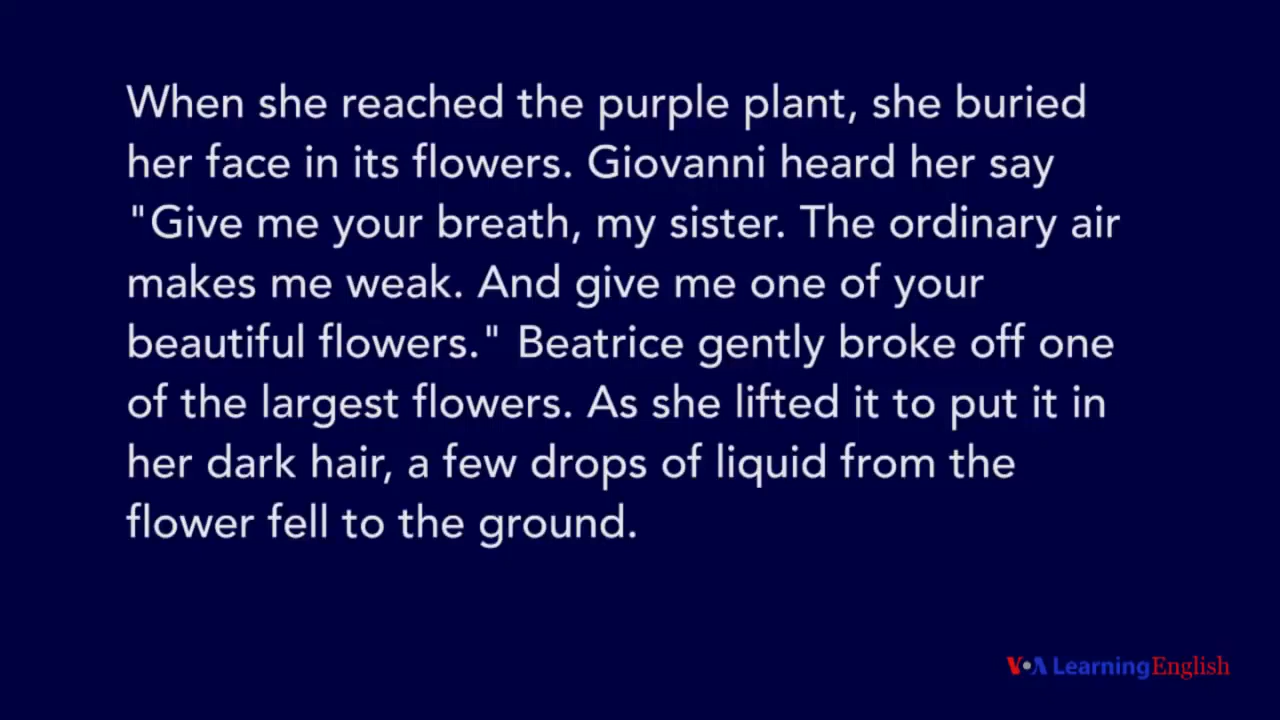 When she reached the purple plant, she buried
her face in its flowers. Giovanni heard her say
"Give me your breath, my sister. The ordinary air
makes me weak. And give me one of your
beautiful flowers." Beatrice gently broke off one
of the largest flowers. As she lifted it to put it in
her dark hair, a few drops of liquid from the
flower fell to the ground.
VOA LearningEnglish